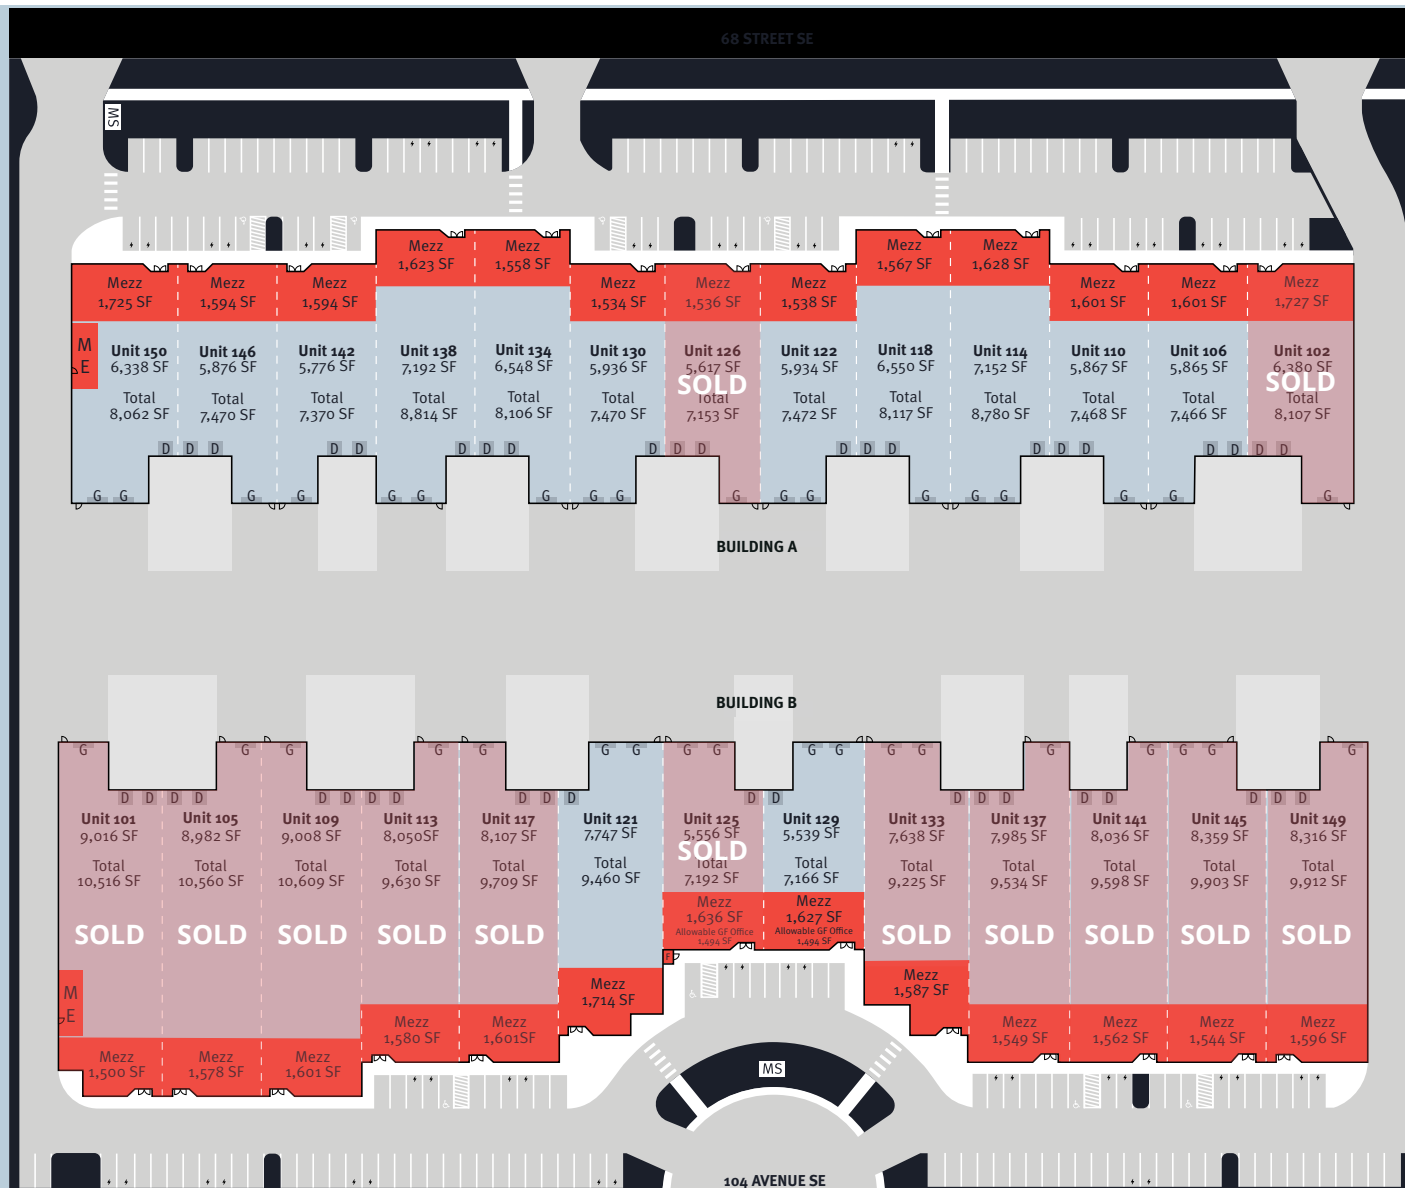 68 STREET SE
MS
Mezz
1,725 SF
Mezz
1,594 SF
Mezz
1,594 SF
Mezz
1,623 SF
Mezz
1,558 SF
Mezz
1,534 SF
Mezz
1,536 SF
Mezz
1,538 SF
Mezz
1,567 SF
Mezz
1,628 SF
Mezz
1,601 SF
Mezz
1,601 SF
Mezz
1,727 SF
M
E
Unit 150
6,338 SF
Total
8,062 SF
Unit 146
5,876 SF
Total
7,470 SF
Unit 142
5,776 SF
Total
7,370 SF
Unit 138
7,192 SF
Total
8,814 SF
Unit 134
6,548 SF
Total
8,106 SF
Unit 130
5,936 SF
Total
7,470 SF
Unit 126
5,617 SF
SOLD
Total
7,153 SF
Unit 122
5,934 SF
Total
7,472 SF
Unit 118
6,550 SF
Total
8,117 SF
Unit 114
7,152 SF
Total
8,780 SF
Unit 110
5,867 SF
Total
7,468 SF
Unit 106
5,865 SF
Total
7,466 SF
Unit 102
6,380 SF
SOLD
Total
8,107 SF
D D D D D D D D D D D D D D D D D D D D D
G G G G G G G G G G G G G G G G
BUILDING A
BUILDING B
G G G G G G G G G G G G G G G G G G
D D D D D D D D D D D D D D D D D D D D D
Unit 101
9,016 SF
Total
10,516 SF
SOLD
Unit 105
8,982 SF
Total
10,560 SF
SOLD
Unit 109
9,008 SF
Total
10,609 SF
SOLD
Unit 113
8,050SF
Total
9,630 SF
SOLD
Unit 117
8,107 SF
Total
9,709 SF
SOLD
Unit 121
7,747 SF
Total
9,460 SF
Unit 125
5,556 SF
SOLD
Total
7,192 SF
Unit 129
5,539 SF
Total
7,166 SF
Unit 133
7,638 SF
Total
9,225 SF
SOLD
Unit 137
7,985 SF
Total
9,534 SF
SOLD
Unit 141
8,036 SF
Total
9,598 SF
SOLD
Unit 145
8,359 SF
Total
9,903 SF
SOLD
Unit 149
8,316 SF
Total
9,912 SF
SOLD
M
E
Mezz
1,500 SF
Mezz
1,578 SF
Mezz
1,601 SF
Mezz
1,580 SF
Mezz
1,601SF
Mezz
1,714 SF
Mezz
1,636 SF
Allowable GF Office
1,494 SF
F
Mezz
1,627 SF
Allowable GF Office
1,494 SF
Mezz
1,587 SF
Mezz
1,549 SF
Mezz
1,562 SF
Mezz
1,544 SF
Mezz
1,596 SF
MS
104 AVENUE SE